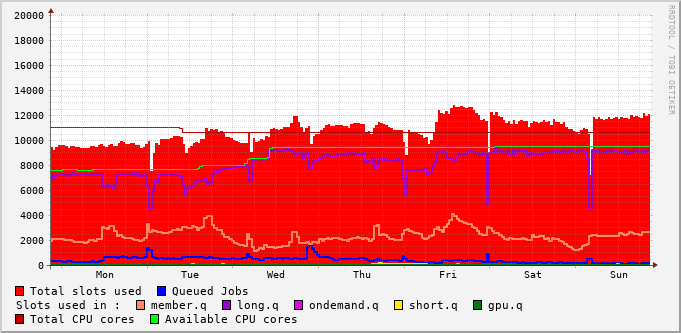 20000
18000
16000
14000
12000
10000
8000
6000
4000
2000
0
Mon Tue Wed Thu Fri Sat Sun
RRDTOOL / TOBI OETIKER
Total slots used Queued Jobs
Slots used in : member.q long.q ondemand.q short.q gpu.q
Total CPU cores Available CPU cores